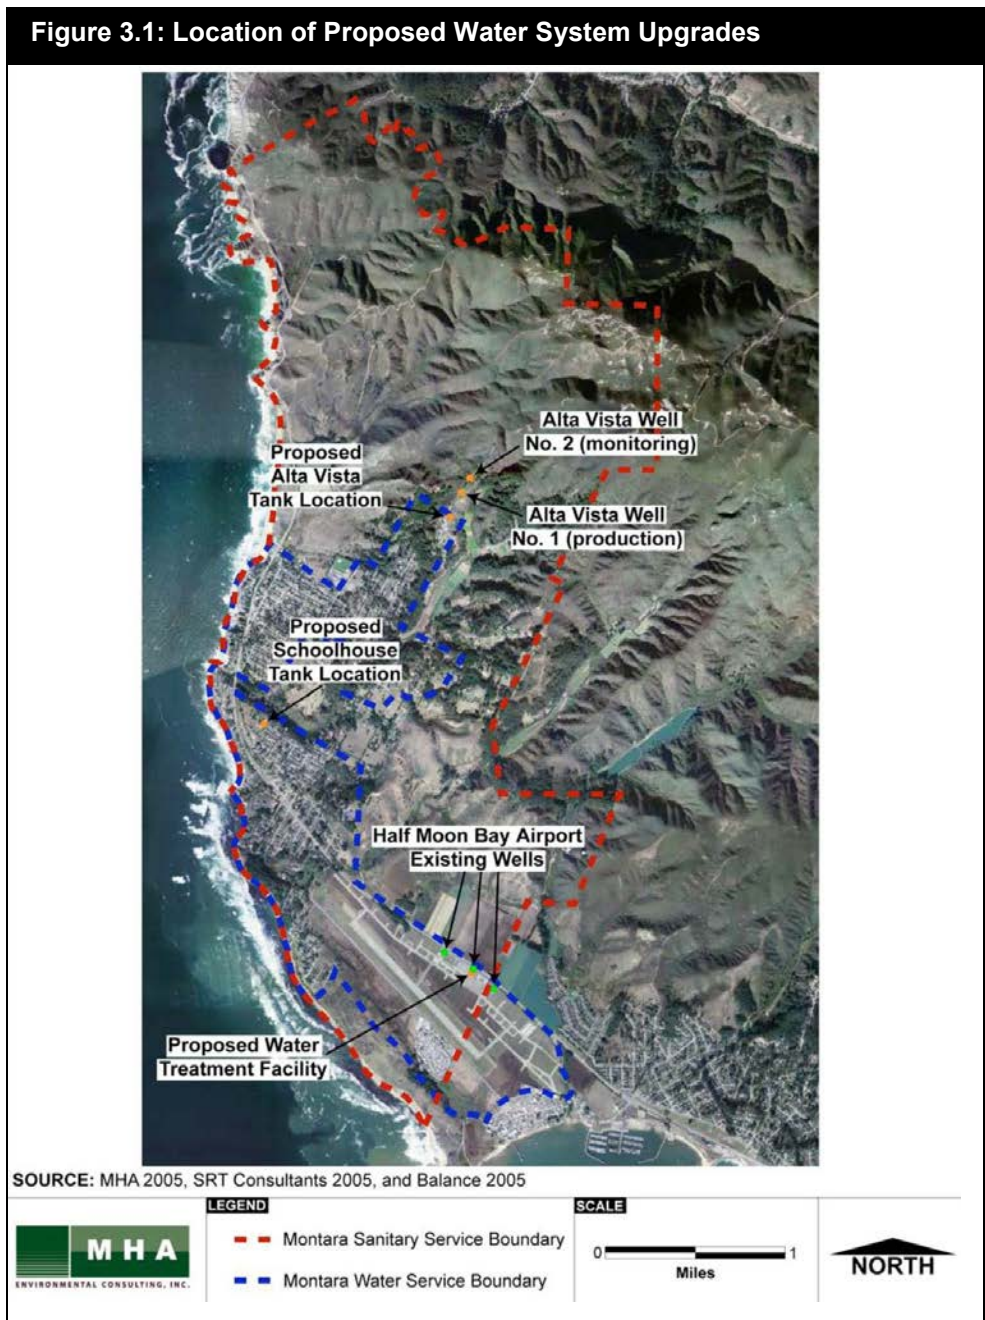 Figure 3.1: Location of Proposed Water System Upgrades
Alta Vista Well
No. 2 (monitoring)
Proposed
Alta Vista
Tank Location
Alta Vista Well
No. 1 (production)
Proposed
Schoolhouse
Tank Location
Half Moon Bay Airport
Existing Wells
Proposed Water
Treatment Facility
SOURCE: MHA 2005, SRT Consultants 2005, and Balance 2005
LEGEND
Montara Sanitary Service Boundary
Montara Water Service Boundary
SCALE
0 1
Miles
NORTH
MHA
ENVIRONMENTAL CONSULTING, INC.